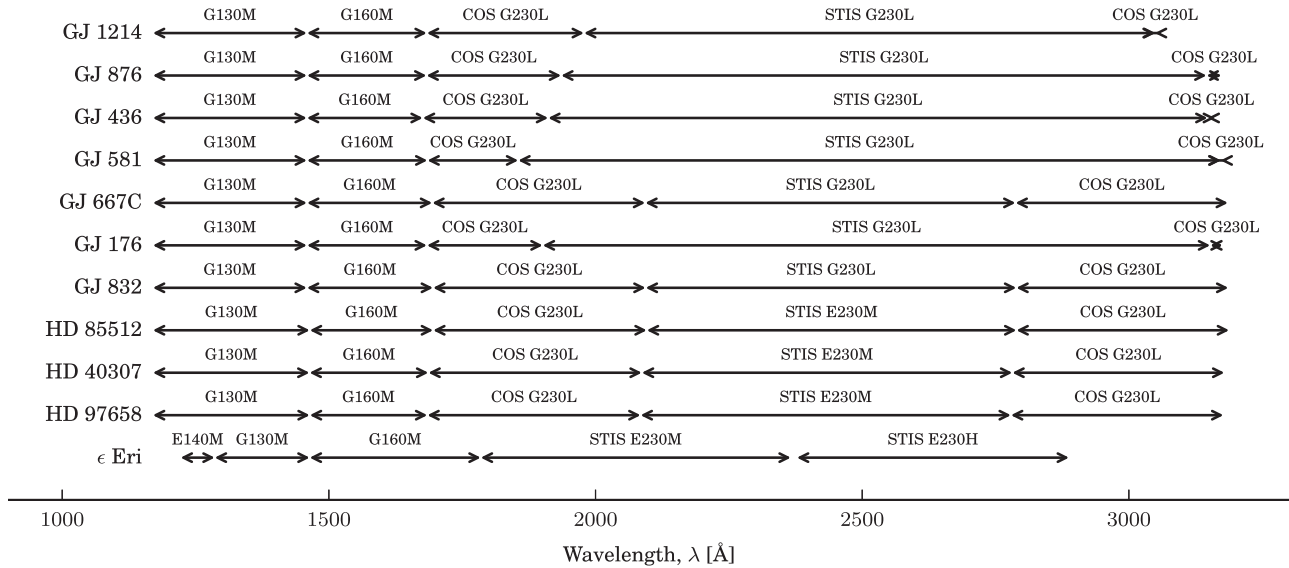 G130M G160M COS G230L STIS G230L COS G230L
GJ 1214
G130M G160M COS G230L STIS G230L COS G230L
GJ 876
G130M G160M COS G230L STIS G230L COS G230L
GJ 436
G130M G160M COS G230L STIS G230L COS G230L
GJ 581
G130M G160M COS G230L STIS G230L COS G230L
GJ 667C
G130M G160M COS G230L STIS G230L COS G230L
GJ 176
G130M G160M COS G230L STIS G230L COS G230L
GJ 832
G130M G160M COS G230L STIS E230M COS G230L
HD 85512
G130M G160M COS G230L STIS E230M COS G230L
HD 40307
G130M G160M COS G230L STIS E230M COS G230L
HD 97658
E140M G130M G160M STIS E230M STIS E230H
ϵ Eri
1000 1500 2000 2500 3000
Wavelength, λ [Å]